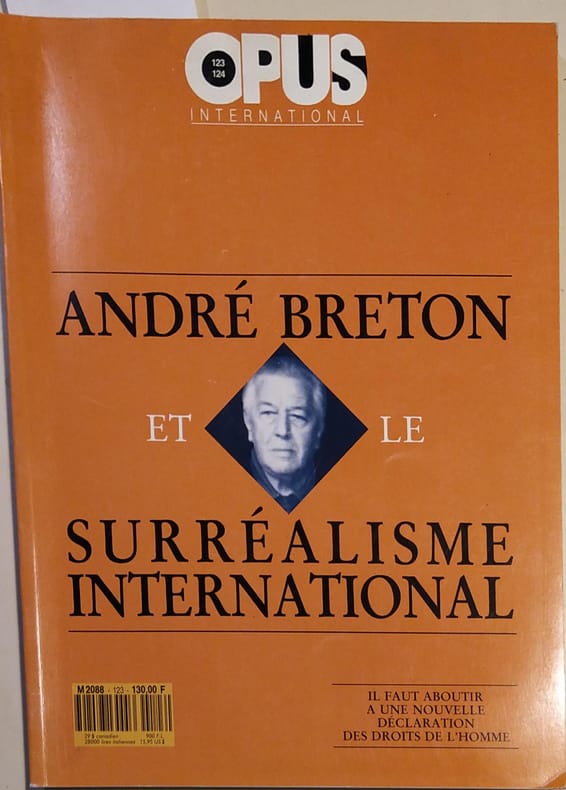 OPUS
123
124
INTERNATIONAL
ANDRÉ BRETON
ET LE
SURRÉALISME
INTERNATIONAL
M 2088 - 123 - 130,00 F
29 $ canadien 900 F.L
28000 lires italiennes 15,95 US $
IL FAUT ABOUTIR
A UNE NOUVELLE
DÉCLARATION
DES DROITS DE L'HOMME